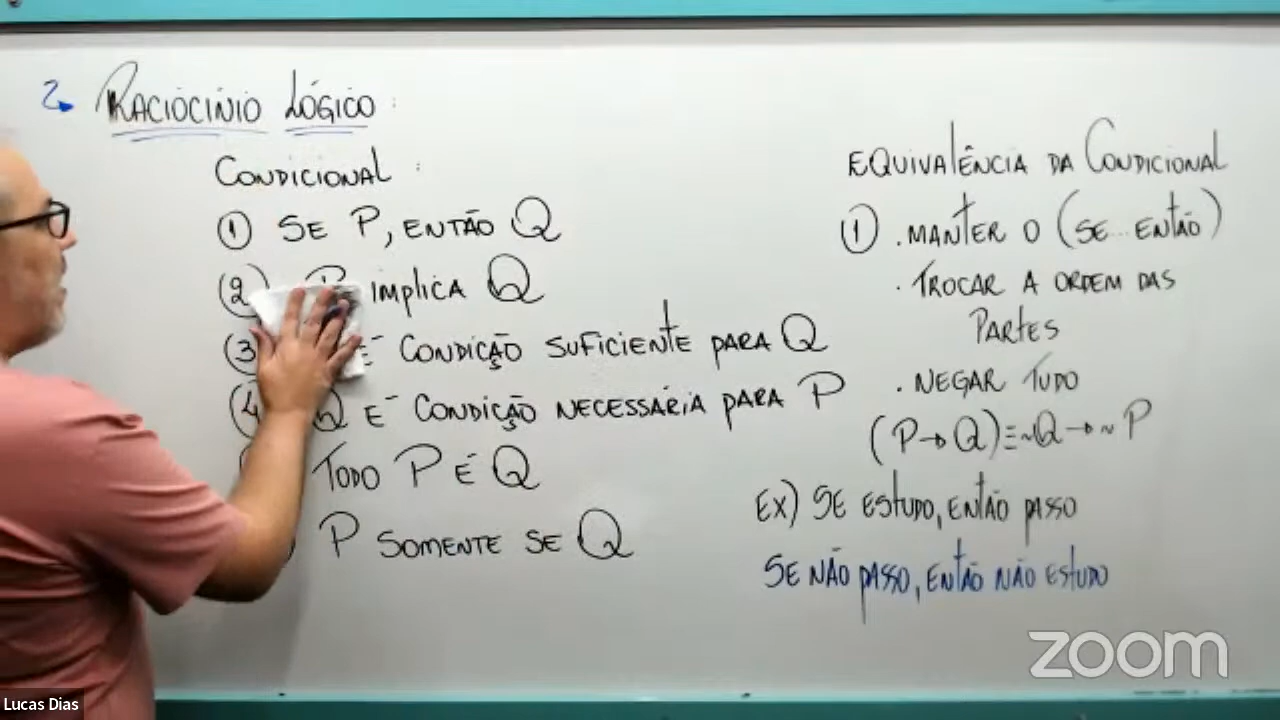 RACIOCÍNIO LÓGICO:
CONDICIONAL:
① SE P, ENTÃO Q
(2) P implicA Q
(3 É CONDIÇÃO SUFICIENTE PARA Q
(4 Q É CONDIÇÃO NECESSÁRIA PARA P
TODO P É Q
P SOMENTE SE Q
EQUIVALÊNCIA DA CONDICIONAL
① . MANTER O (SE... ENTÃO)
. TROCAR A ORDEM DAS
PARTES
. NEGAR TUDO
(P→Q)≡~Q→~P
EX) SE ESTUDO, ENTÃO PASSO
SE NÃO PASSO, ENTÃO NÃO ESTUDO
zoom
Lucas Dias